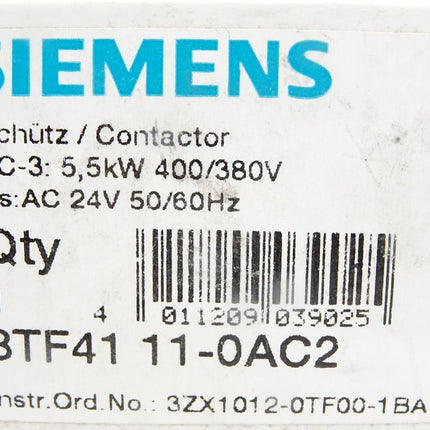 SIEMENS
chütz / Contactor
C-3: 5,5kW 400/380V
s:AC 24V 50/60Hz
Qty
4 011209 039025
3TF41 11-0AC2
nstr.Ord.No.: 3ZX1012-0TF00-1BA